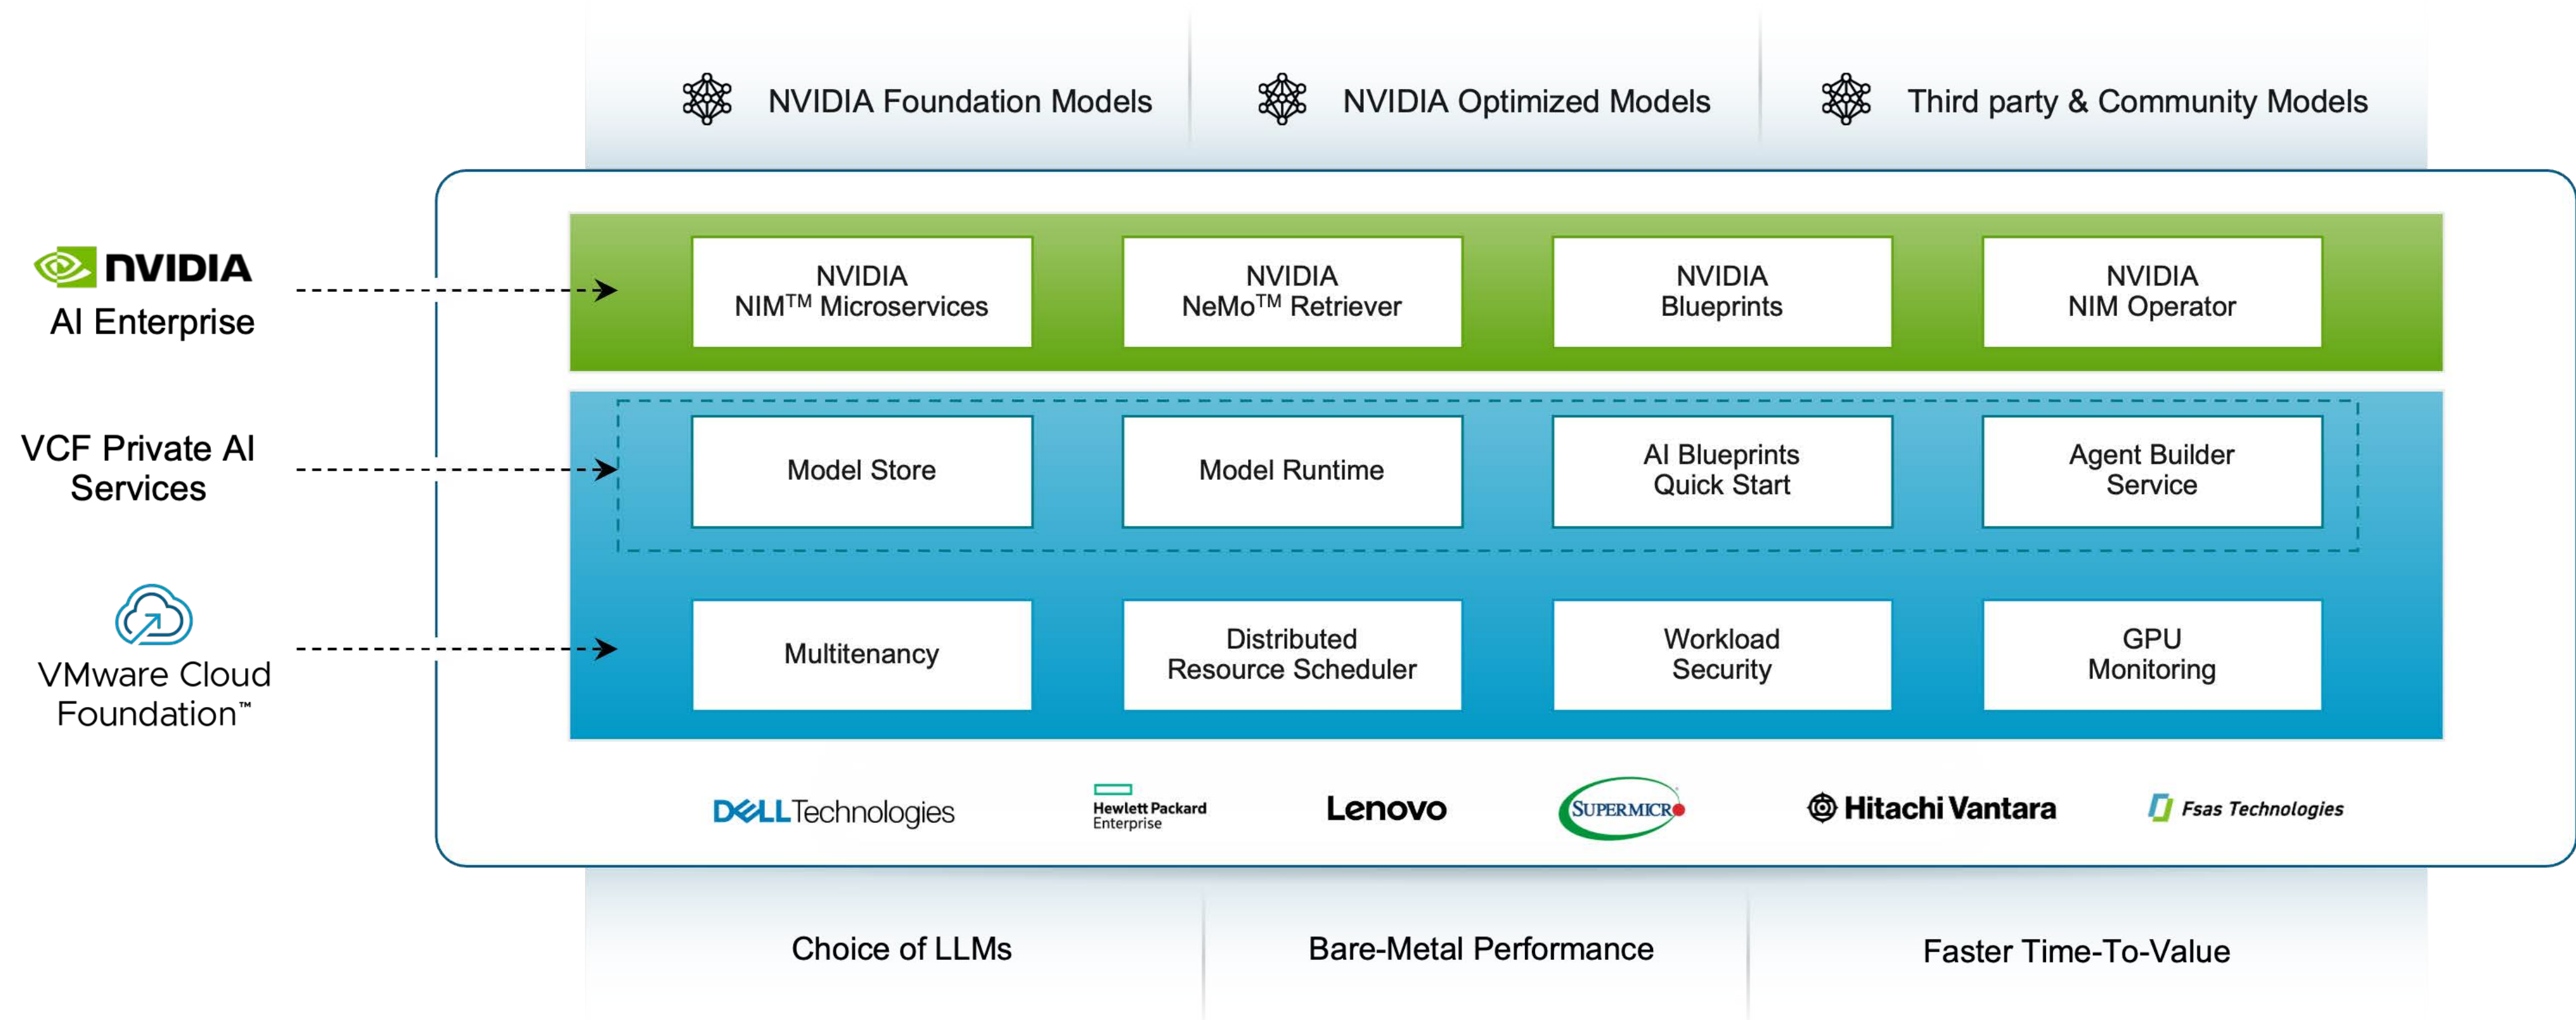 NVIDIA Foundation Models
NVIDIA Optimized Models
Third party & Community Models
NVIDIA
AI Enterprise
NVIDIA
NIM™ Microservices
NVIDIA
NeMo™ Retriever
NVIDIA
Blueprints
NVIDIA
NIM Operator
VCF Private AI
Services
Model Store
Model Runtime
AI Blueprints
Quick Start
Agent Builder
Service
VMware Cloud
Foundation™
Multitenancy
Distributed
Resource Scheduler
Workload
Security
GPU
Monitoring
DELL Technologies
Hewlett Packard
Enterprise
Lenovo
SUPERMICRO
Hitachi Vantara
Fsas Technologies
Choice of LLMs
Bare-Metal Performance
Faster Time-To-Value